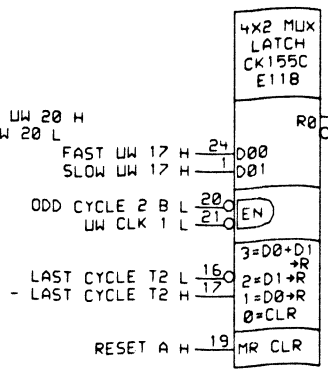 4X2 MUX
LATCH
CK155C
E118
UW 20 H
W 20 L
R0
FAST UW 17 H 24 D00
SLOW UW 17 H 1 D01
ODD CYCLE 2 B L 20 EN
UW CLK 1 L 21
3=D0+D1
→R
LAST CYCLE T2 L 16 2=D1→R
- LAST CYCLE T2 H 17 1=D0→R
0=CLR
RESET A H 19 MR CLR